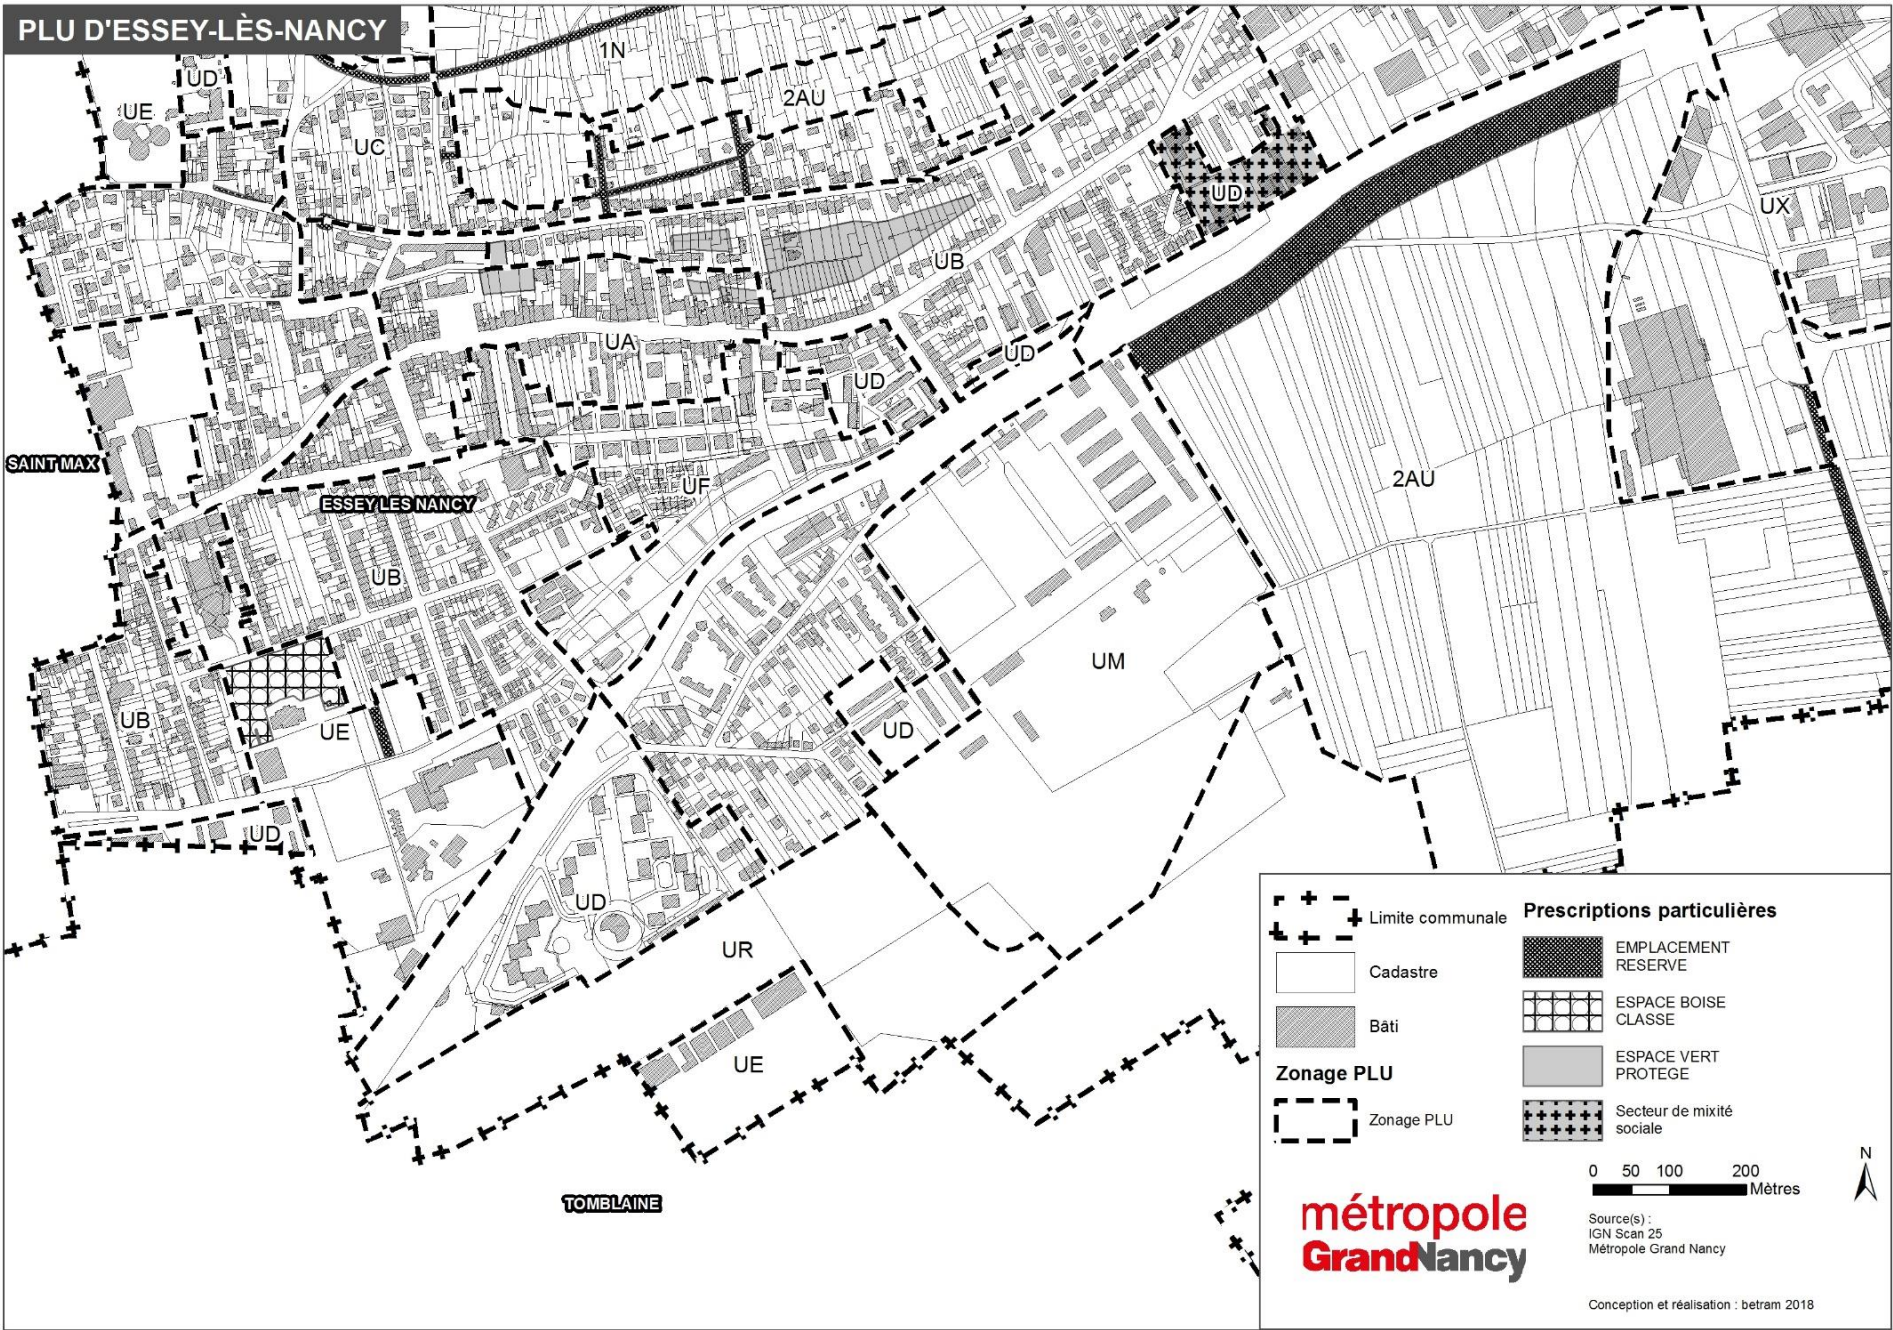 PLU D'ESSEY-LÈS-NANCY
1N
UD
UE
2AU
UC
UD
UX
UB
UA
UD
UD
SAINT MAX
2AU
UF
ESSEY LES NANCY
UB
UM
UB
UE
UD
UD
UD
UR
UE
TOMBLAINE
Limite communale
Cadastre
Bâti
Zonage PLU
Zonage PLU
Prescriptions particulières
EMPLACEMENT
RESERVE
ESPACE BOISE
CLASSE
ESPACE VERT
PROTEGE
Secteur de mixité
sociale
0 50 100 200
Mètres
N
métropole
GrandNancy
Source(s) :
IGN Scan 25
Métropole Grand Nancy
Conception et réalisation : betram 2018